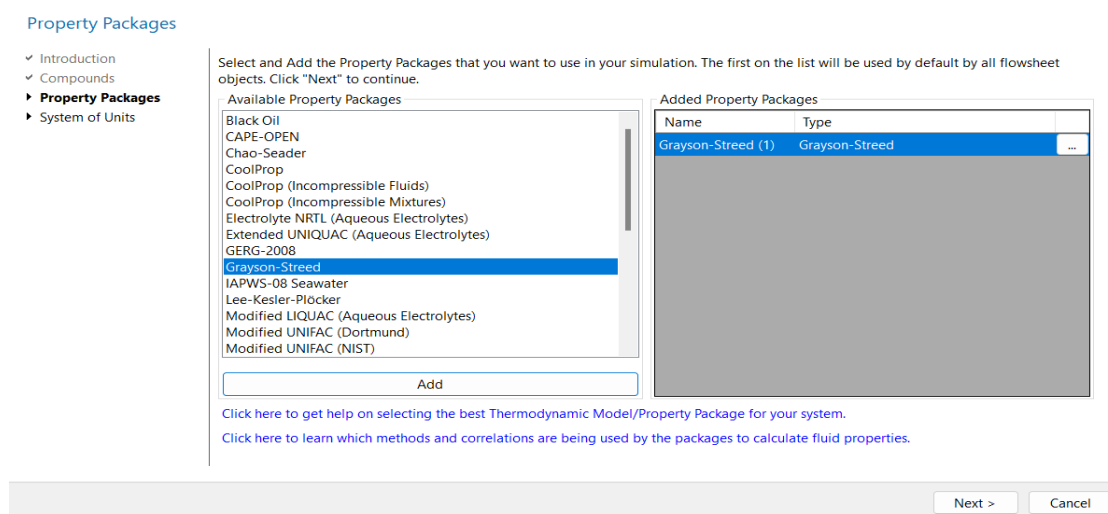 Property Packages
Introduction
Compounds
Property Packages
System of Units
Select and Add the Property Packages that you want to use in your simulation. The first on the list will be used by default by all flowsheet
objects. Click "Next" to continue.
Available Property Packages
Black Oil
CAPE-OPEN
Chao-Seader
CoolProp
CoolProp (Incompressible Fluids)
CoolProp (Incompressible Mixtures)
Electrolyte NRTL (Aqueous Electrolytes)
Extended UNIQUAC (Aqueous Electrolytes)
GERG-2008
Grayson-Streed
IAPWS-08 Seawater
Lee-Kesler-Plöcker
Modified LIQUAC (Aqueous Electrolytes)
Modified UNIFAC (Dortmund)
Modified UNIFAC (NIST)
Add
Added Property Packages
Name Type
Grayson-Streed (1) Grayson-Streed ...
Click here to get help on selecting the best Thermodynamic Model/Property Package for your system.
Click here to learn which methods and correlations are being used by the packages to calculate fluid properties.
Next > Cancel